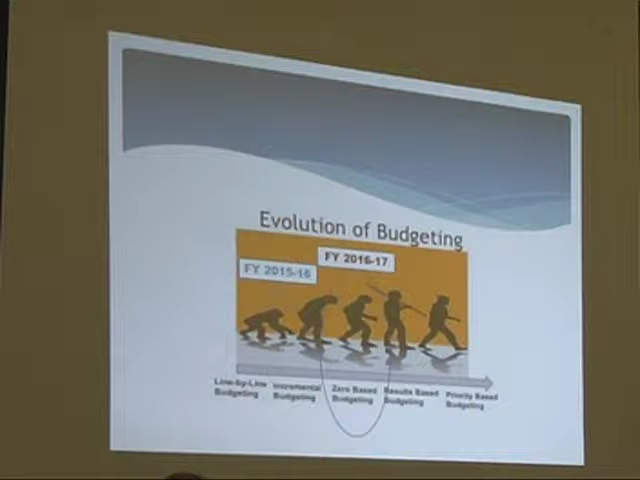 Evolution of Budgeting
FY 2015-16
FY 2016-17
Line-by-Line
Budgeting
Incremental
Budgeting
Zero Based
Budgeting
Results Based
Budgeting
Priority Based
Budgeting